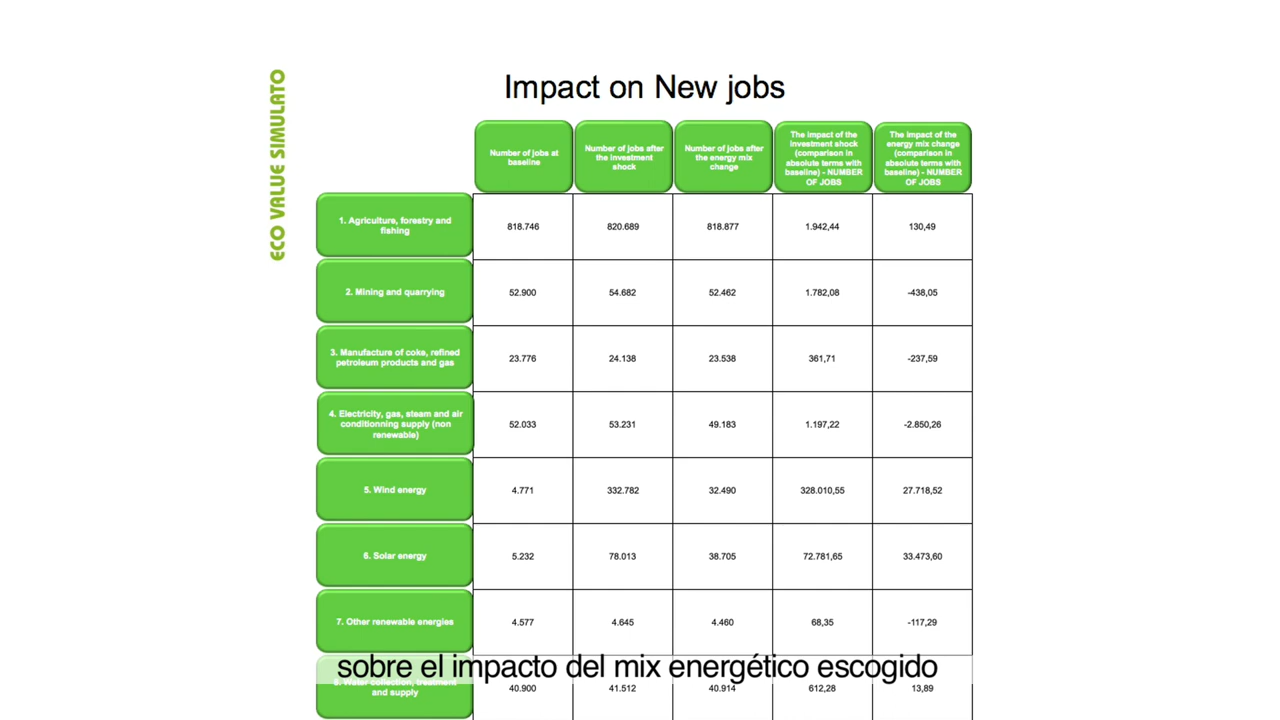 ECO VALUE SIMULATO
Impact on New jobs
Number of jobs at
baseline
Number of jobs after
the investment
shock
Number of jobs after
the energy mix
change
The impact of the
investment shock
(comparison in
absolute terms with
baseline) - NUMBER
OF JOBS
The impact of the
energy mix change
(comparison in
absolute terms with
baseline) - NUMBER
OF JOBS
1. Agriculture, forestry and
fishing
818.746 820.689 818.877 1.942,44 130,49
2. Mining and quarrying
52.900 54.682 52.462 1.782,08 -438,05
3. Manufacture of coke, refined
petroleum products and gas
23.776 24.138 23.538 361,71 -237,59
4. Electricity, gas, steam and air
conditionning supply (non
renewable)
52.033 53.231 49.183 1.197,22 -2.850,26
5. Wind energy
4.771 332.782 32.490 328.010,55 27.718,52
6. Solar energy
5.232 78.013 38.705 72.781,65 33.473,60
7. Other renewable energies
4.577 4.645 4.460 68,35 -117,29
sobre el impacto del mix energético escogido
8. Water collection, treatment
and supply
40.900 41.512 40.914 612,28 13,89